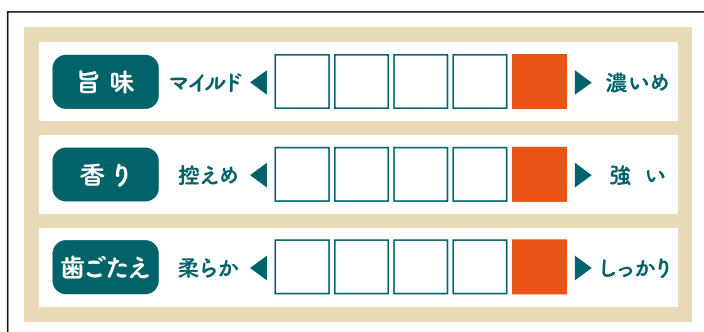 旨味 マイルド ◀ ▶ 濃いめ
香り 控えめ ◀ ▶ 強い
歯ごたえ 柔らか ◀ ▶ しっかり